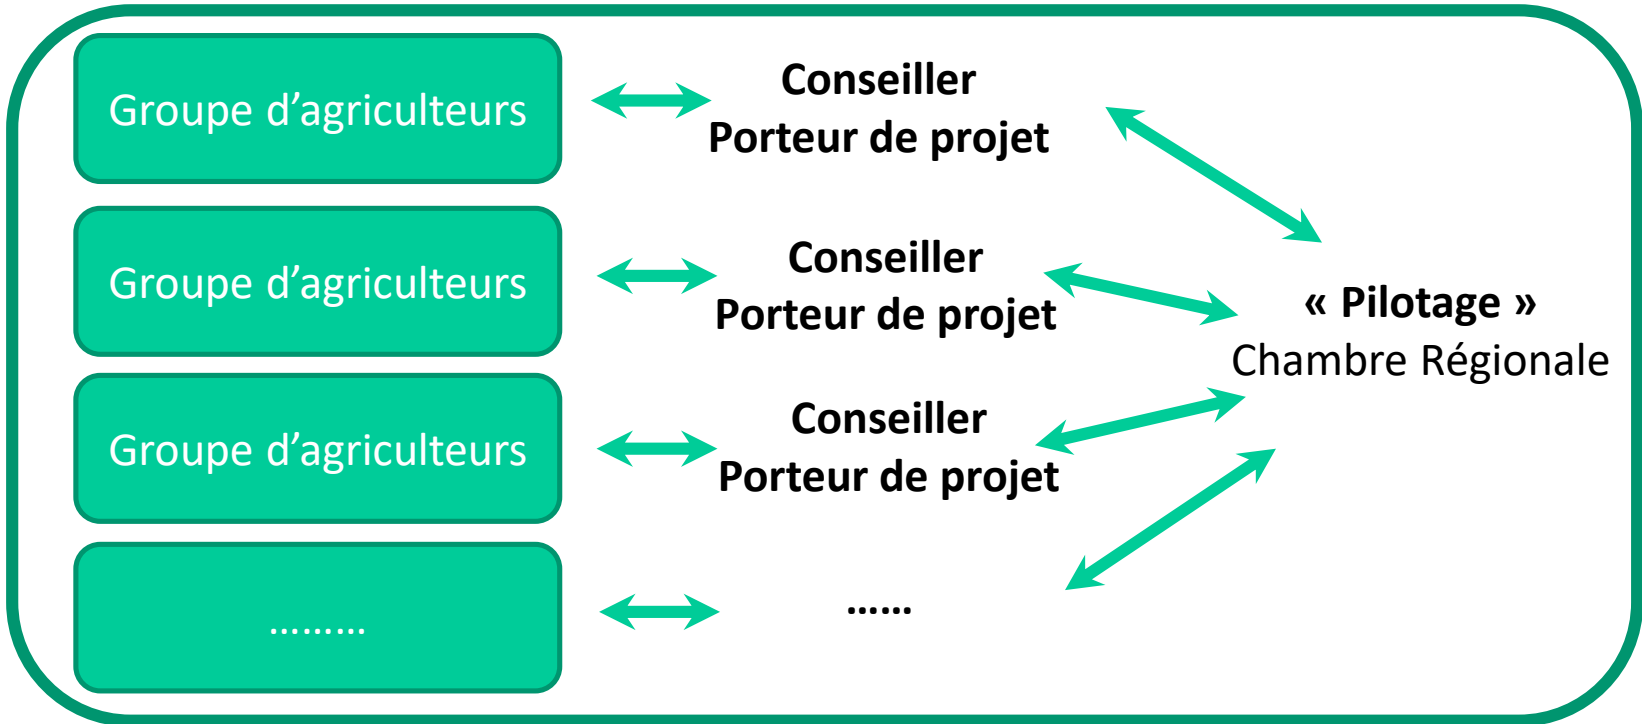 Groupe d’agriculteurs
Conseiller
Porteur de projet
Groupe d’agriculteurs
Conseiller
Porteur de projet
« Pilotage »
Chambre Régionale
Groupe d’agriculteurs
Conseiller
Porteur de projet
………
……